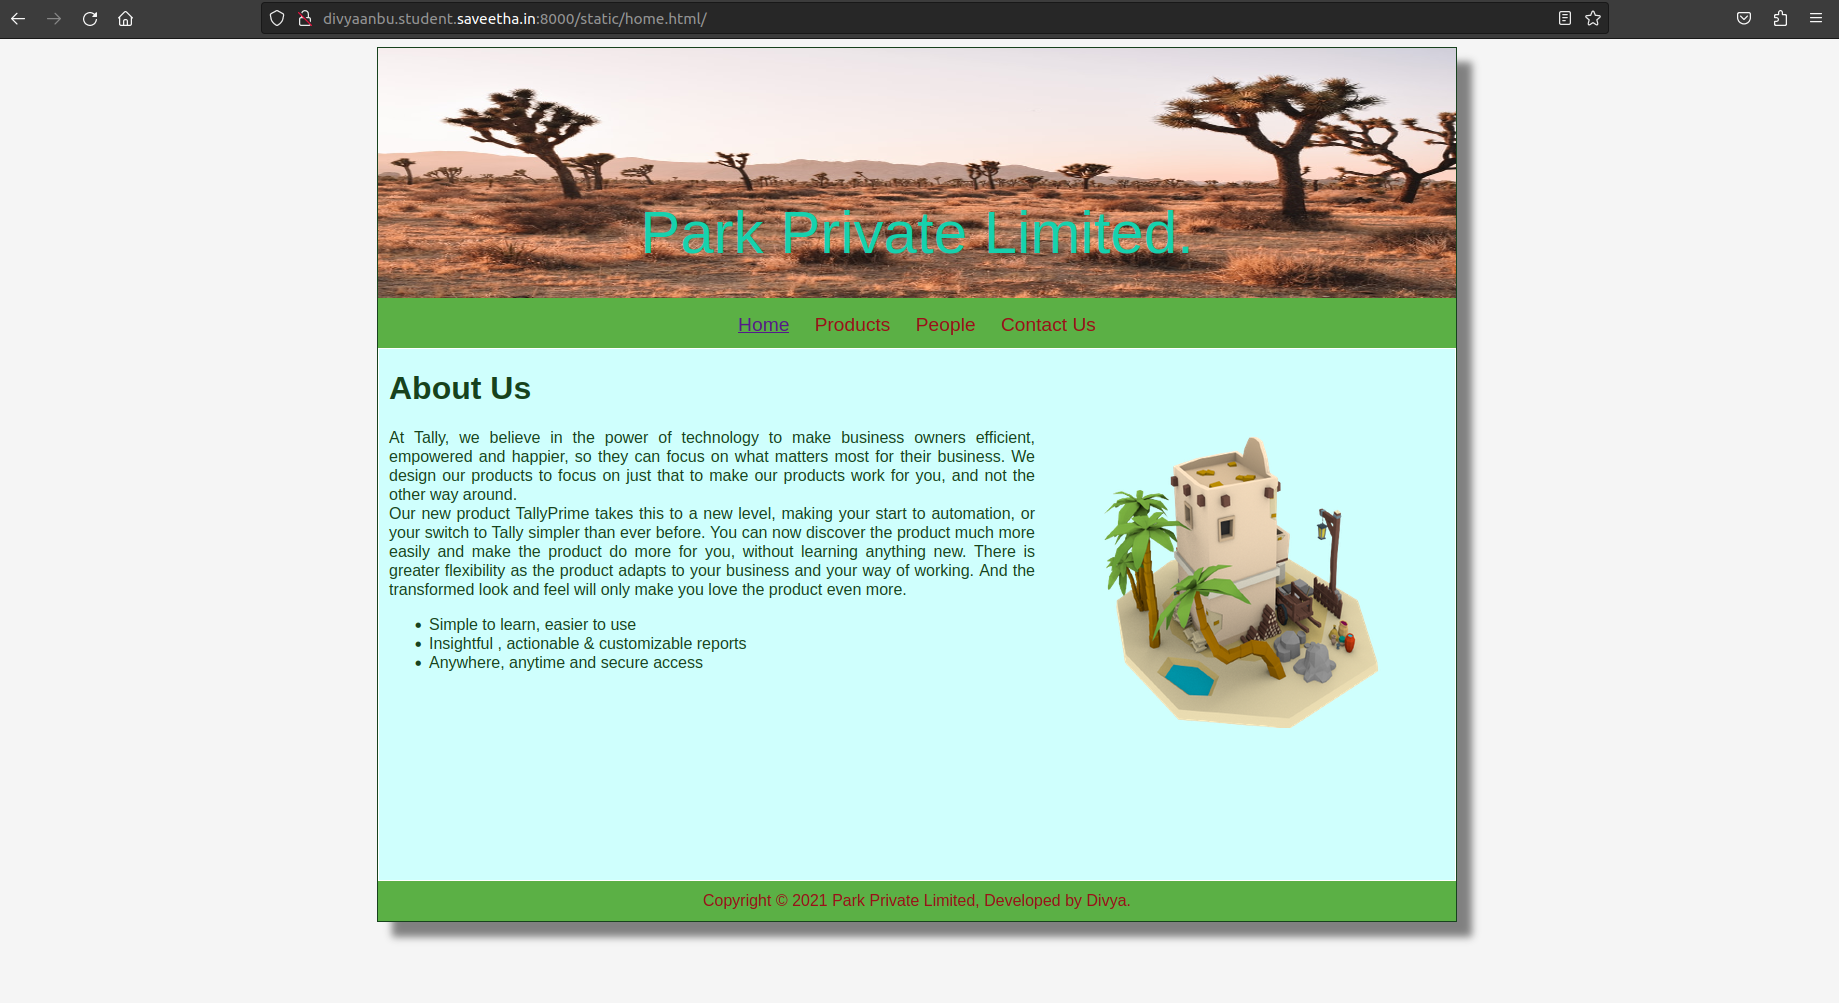 divyaanbu.student.saveetha.in:8000/static/home.html/
Park Private Limited.
Home Products People Contact Us
About Us
At Tally, we believe in the power of technology to make business owners efficient,
empowered and happier, so they can focus on what matters most for their business. We
design our products to focus on just that to make our products work for you, and not the
other way around.
Our new product TallyPrime takes this to a new level, making your start to automation, or
your switch to Tally simpler than ever before. You can now discover the product much more
easily and make the product do more for you, without learning anything new. There is
greater flexibility as the product adapts to your business and your way of working. And the
transformed look and feel will only make you love the product even more.
• Simple to learn, easier to use
• Insightful , actionable & customizable reports
• Anywhere, anytime and secure access
Copyright © 2021 Park Private Limited, Developed by Divya.